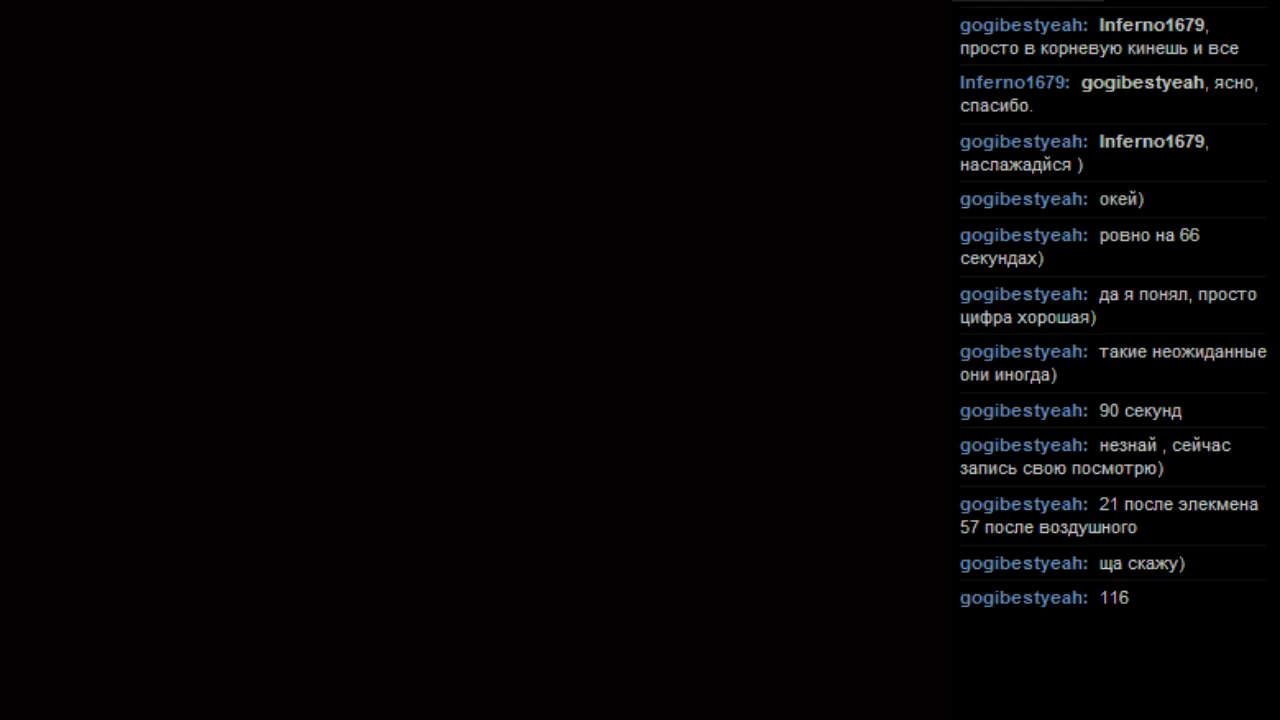 gogibestyeah: Inferno1679,
просто в корневую кинешь и все
Inferno1679: gogibestyeah, ясно,
спасибо.
gogibestyeah: Inferno1679,
наслажадйся )
gogibestyeah: окей)
gogibestyeah: ровно на 66
секундах)
gogibestyeah: да я понял, просто
цифра хорошая)
gogibestyeah: такие неожиданные
они иногда)
gogibestyeah: 90 секунд
gogibestyeah: незнай , сейчас
запись свою посмотрю)
gogibestyeah: 21 после элекмена
57 после воздушного
gogibestyeah: ща скажу)
gogibestyeah: 116